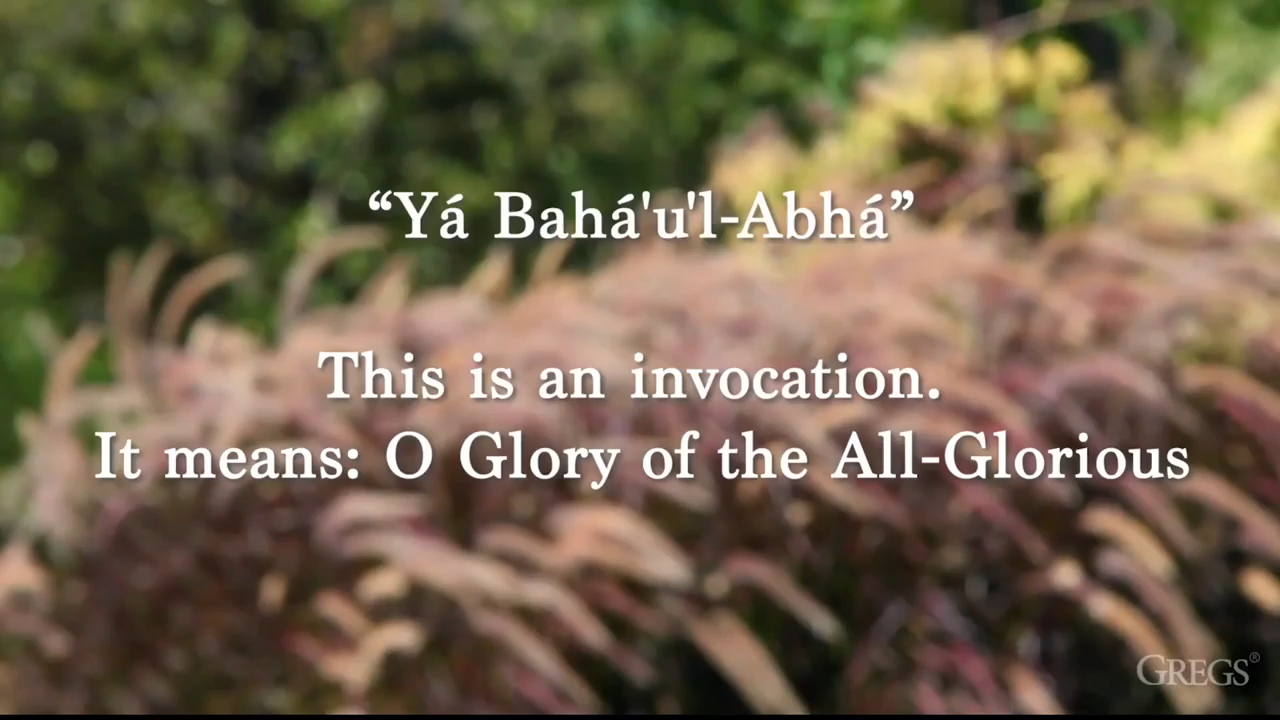 “Yá Bahá'u'l-Abhá”
This is an invocation.
It means: O Glory of the All-Glorious
GREGS®